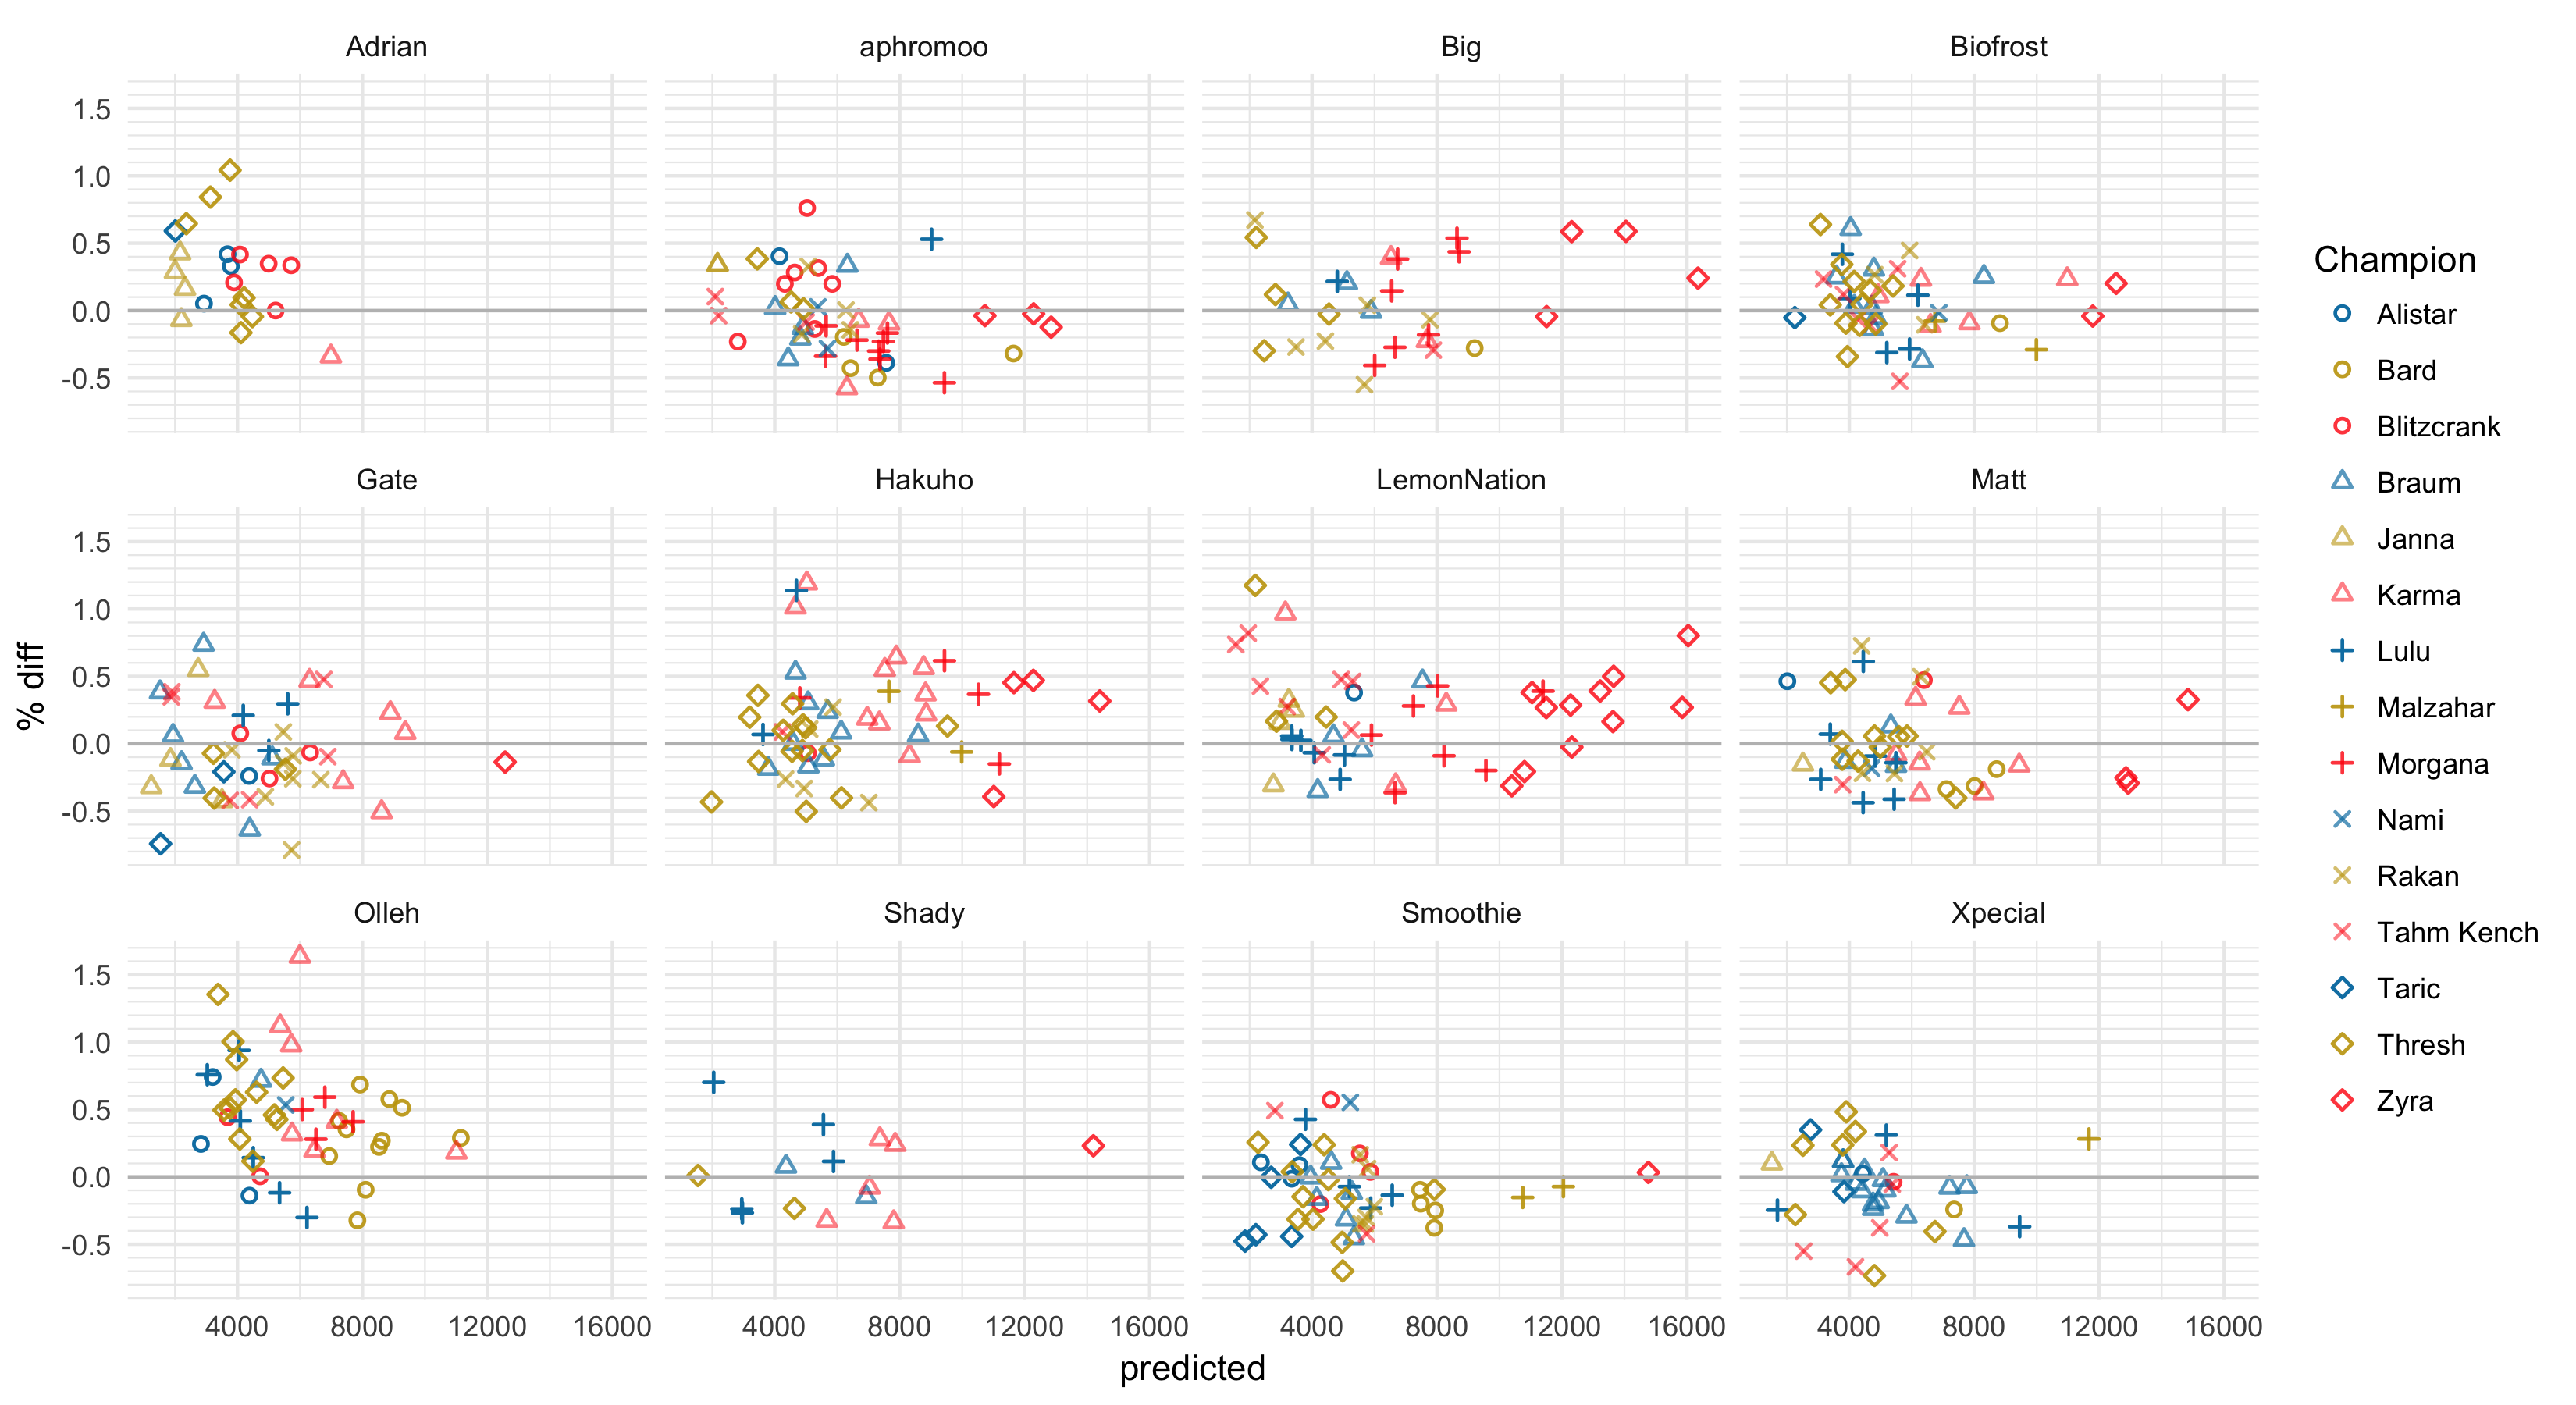 Adrian aphromoo Big Biofrost
1.5
1.0
0.5
0.0
-0.5
Gate Hakuho LemonNation Matt
1.5
1.0
0.5
0.0
-0.5
Olleh Shady Smoothie Xpecial
1.5
1.0
0.5
0.0
-0.5
4000 8000 12000 16000 4000 8000 12000 16000 4000 8000 12000 16000 4000 8000 12000 16000
predicted
% diff
Champion
Alistar
Bard
Blitzcrank
Braum
Janna
Karma
Lulu
Malzahar
Morgana
Nami
Rakan
Tahm Kench
Taric
Thresh
Zyra